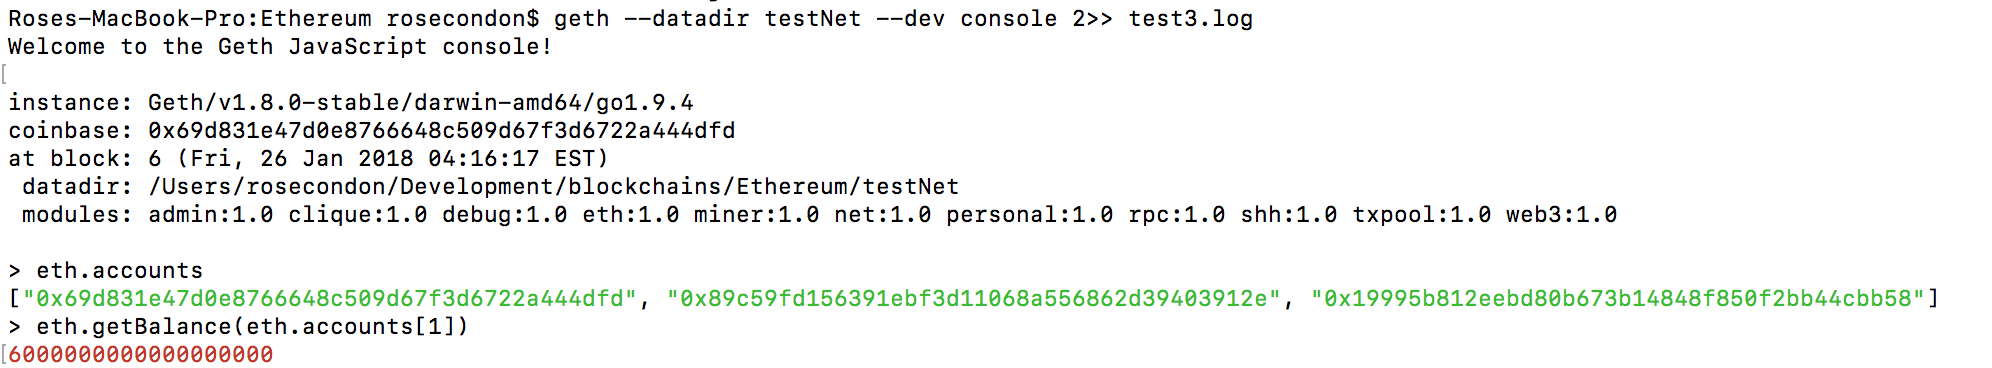 Roses-MacBook-Pro:Ethereum rosecondon$ geth --datadir testNet --dev console 2>> test3.log
Welcome to the Geth JavaScript console!
[
instance: Geth/v1.8.0-stable/darwin-amd64/go1.9.4
coinbase: 0x69d831e47d0e8766648c509d67f3d6722a444dfd
at block: 6 (Fri, 26 Jan 2018 04:16:17 EST)
 datadir: /Users/rosecondon/Development/blockchains/Ethereum/testNet
 modules: admin:1.0 clique:1.0 debug:1.0 eth:1.0 miner:1.0 net:1.0 personal:1.0 rpc:1.0 shh:1.0 txpool:1.0 web3:1.0
> eth.accounts
["0x69d831e47d0e8766648c509d67f3d6722a444dfd", "0x89c59fd156391ebf3d11068a556862d39403912e", "0x19995b812eebd80b673b14848f850f2bb44cbb58"]
> eth.getBalance(eth.accounts[1])
[6000000000000000000